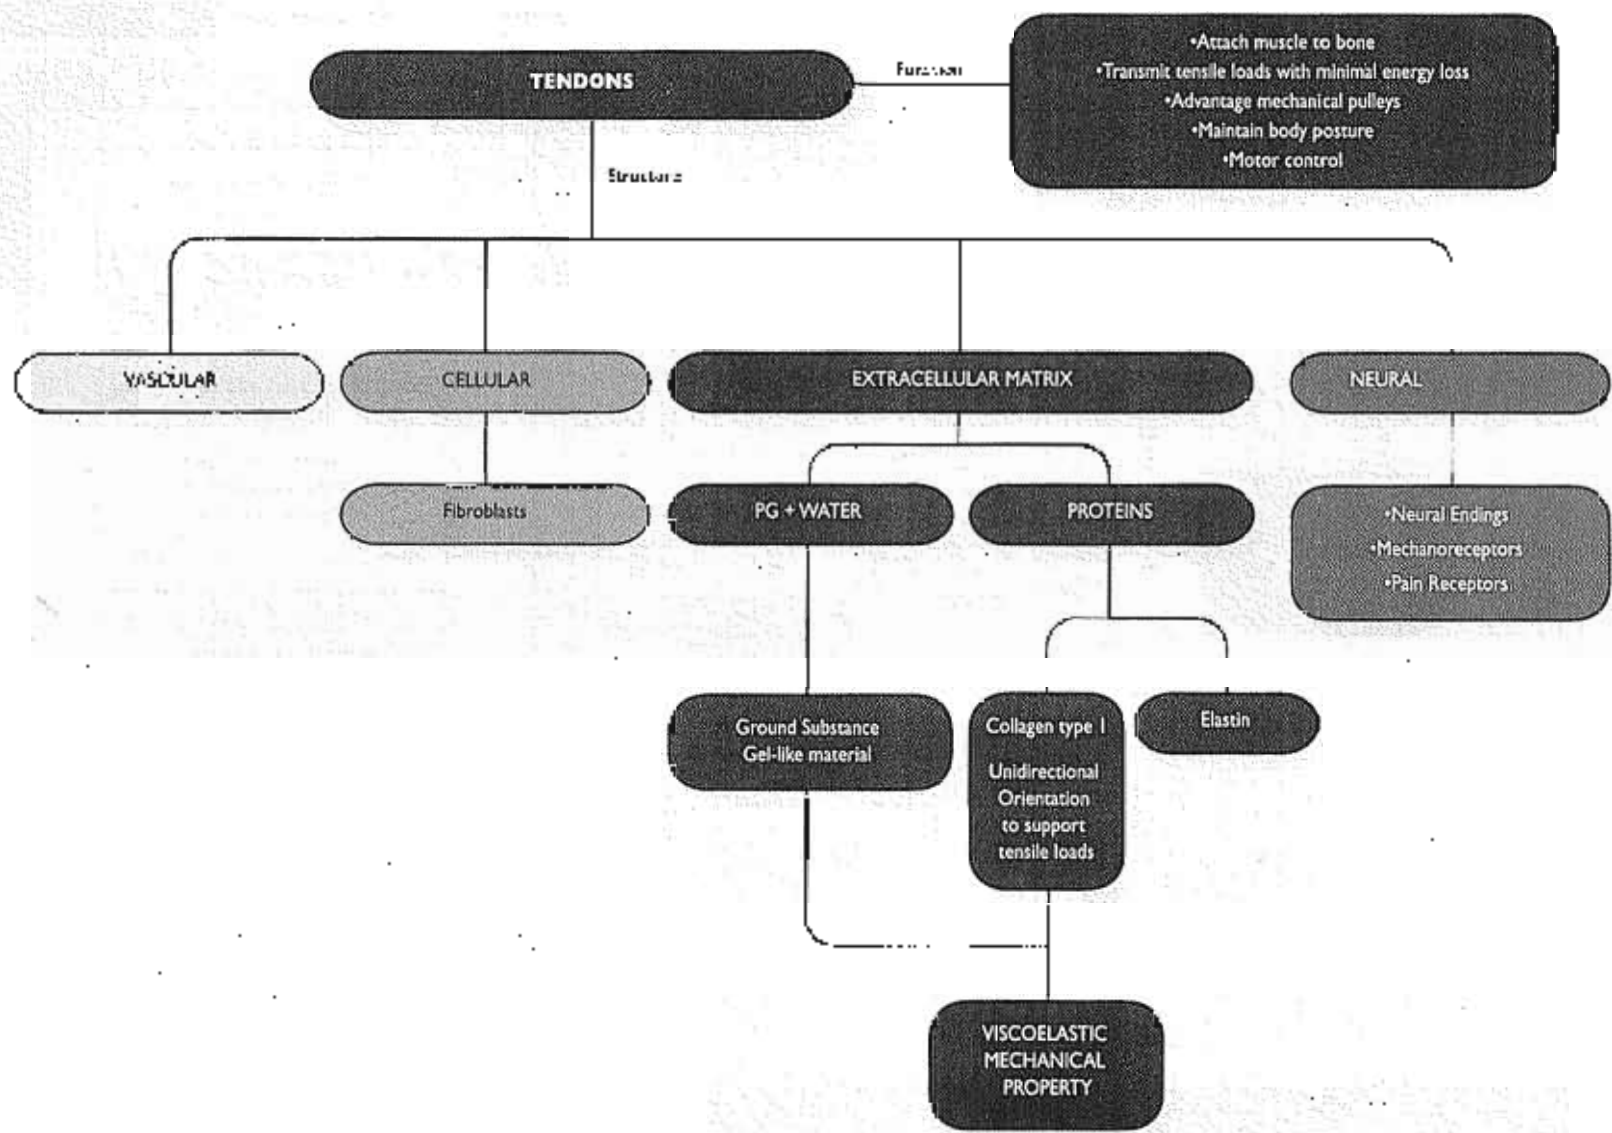 TENDONS
Function
•Attach muscle to bone
•Transmit tensile loads with minimal energy loss
•Advantage mechanical pulleys
•Maintain body posture
•Motor control
Structure
VASCULAR
CELLULAR
EXTRACELLULAR MATRIX
NEURAL
Fibroblasts
PG + WATER
PROTEINS
•Neural Endings
•Mechanoreceptors
•Pain Receptors
Ground Substance
Gel-like material
Collagen type I
Unidirectional
Orientation
to support
tensile loads
Elastin
VISCOELASTIC
MECHANICAL
PROPERTY